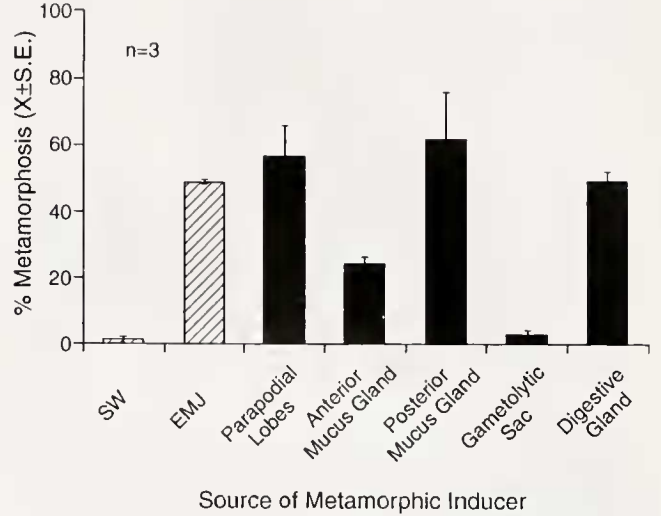 % Metamorphosis (X±S.E.)
100
80
60
40
20
0
n=3
SW
EMJ
Parapodial
Lobes
Anterior
Mucus Gland
Posterior
Mucus Gland
Gametolytic
Sac
Digestive
Gland
Source of Metamorphic Inducer